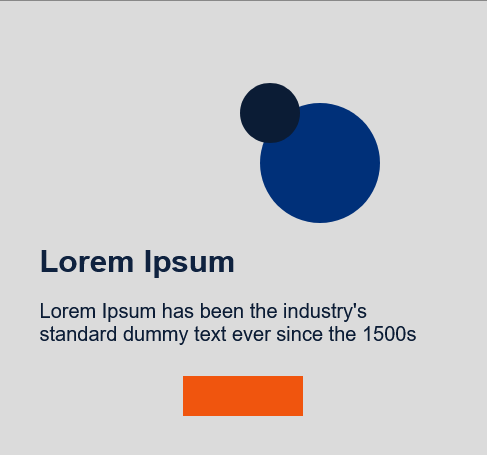 Lorem Ipsum
Lorem Ipsum has been the industry's
standard dummy text ever since the 1500s